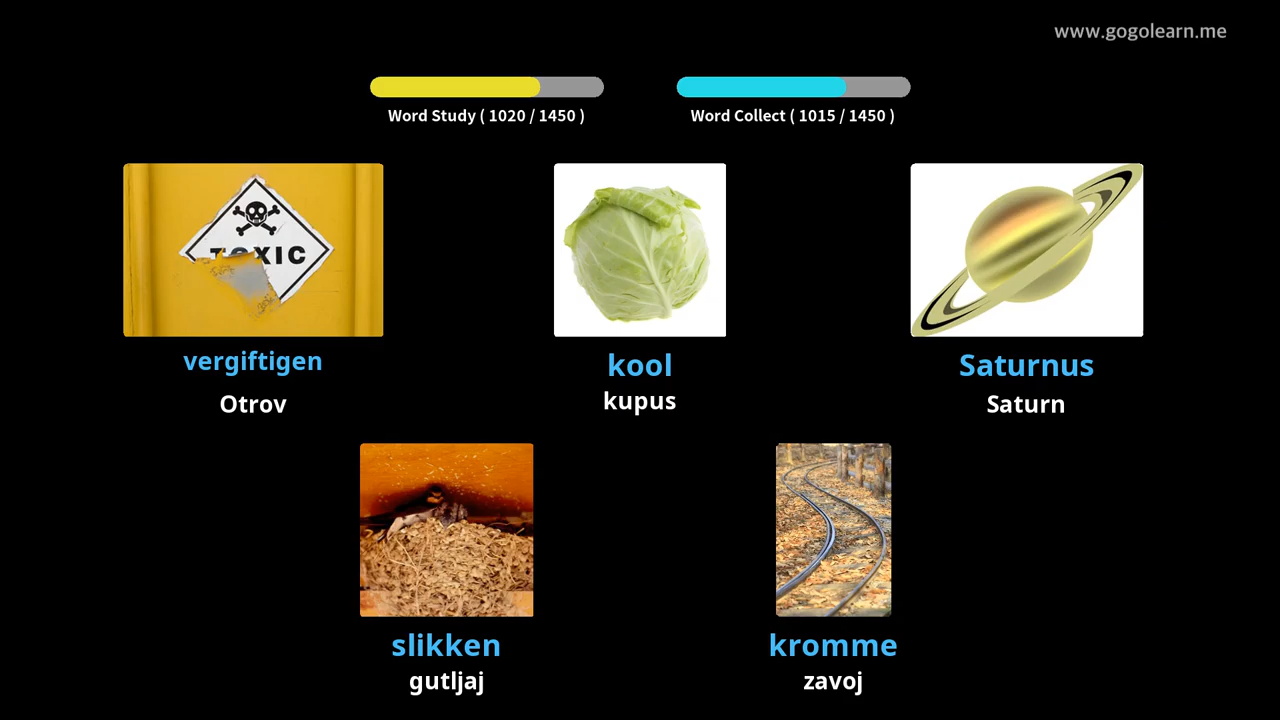 www.gogolearn.me
Word Study ( 1020 / 1450 )
Word Collect ( 1015 / 1450 )
TOXIC
vergiftigen
Otrov
kool
kupus
Saturnus
Saturn
slikken
gutljaj
kromme
zavoj